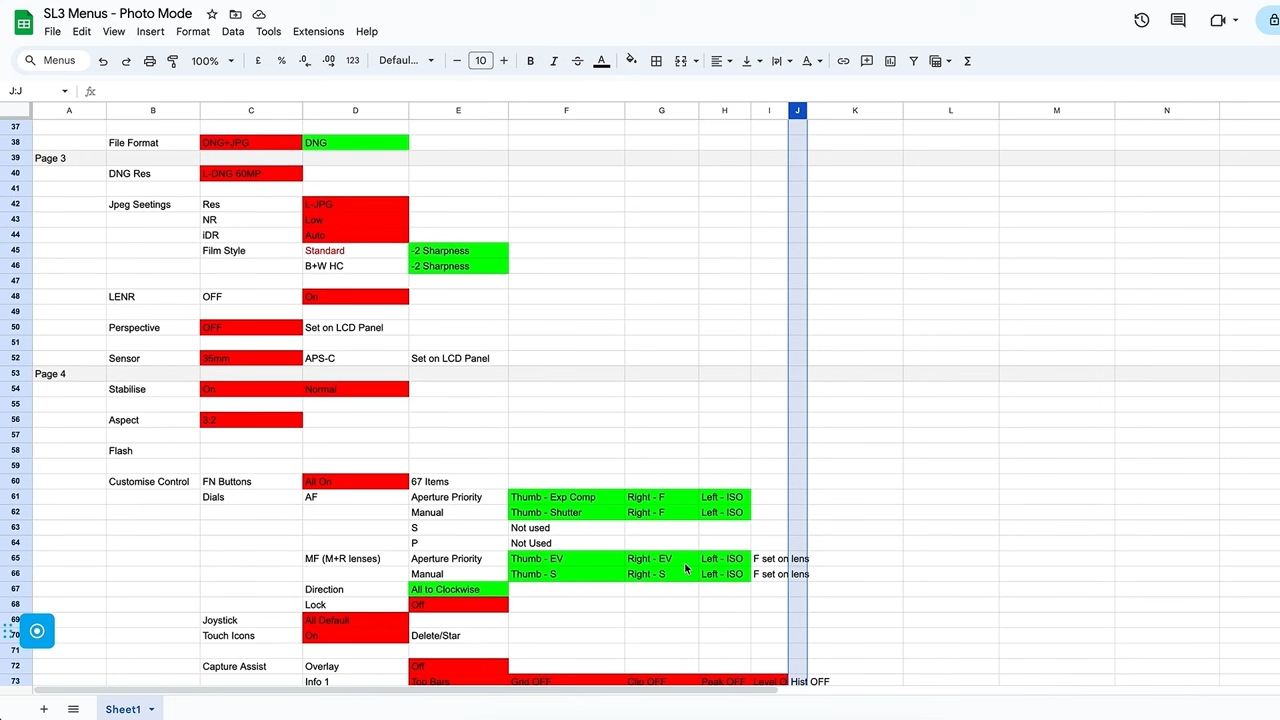 SL3 Menus - Photo Mode
File Edit View Insert Format Data Tools Extensions Help
Menus 100% £ % .0 .00 123 Defaul... − 10 + B I S A Σ
J:J fx
A B C D E F G H I J K L M N
37
38 File Format DNG+JPG DNG
39 Page 3
40 DNG Res L-DNG 60MP
41
42 Jpeg Seetings Res L-JPG
43 NR Low
44 iDR Auto
45 Film Style Standard -2 Sharpness
46 B+W HC -2 Sharpness
47
48 LENR OFF On
49
50 Perspective OFF Set on LCD Panel
51
52 Sensor 35mm APS-C Set on LCD Panel
53 Page 4
54 Stabilise On Normal
55
56 Aspect 3:2
57
58 Flash
59
60 Customise Control FN Buttons All On 67 Items
61 Dials AF Aperture Priority Thumb - Exp Comp Right - F Left - ISO
62 Manual Thumb - Shutter Right - F Left - ISO
63 S Not used
64 P Not Used
65 MF (M+R lenses) Aperture Priority Thumb - EV Right - EV Left - ISO F set on lens
66 Manual Thumb - S Right - S Left - ISO F set on lens
67 Direction All to Clockwise
68 Lock Off
69 Joystick All Default
70 Touch Icons On Delete/Star
71
72 Capture Assist Overlay Off
73 Info 1 Top Bars Grid OFF Clip OFF Peak OFF Level O Hist OFF
+ Sheet1